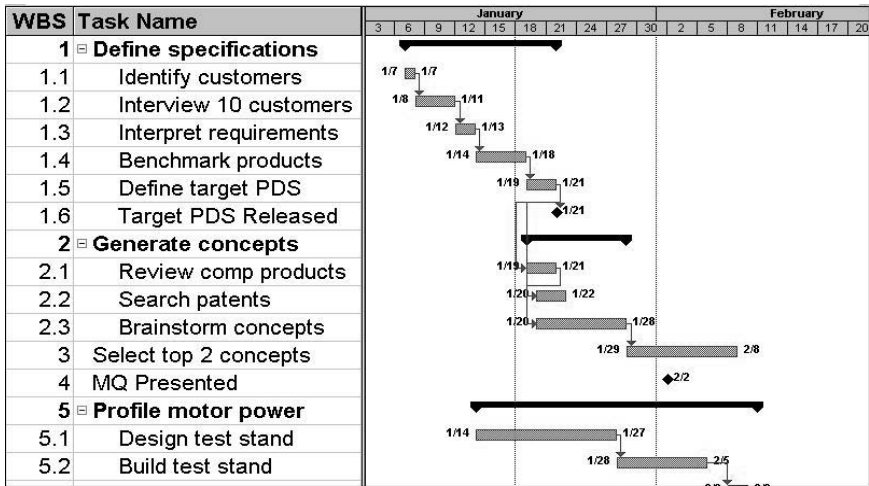 WBS Task Name January February
3 6 9 12 15 18 21 24 27 30 2 5 8 11 14 17 20
1 Define specifications
1.1 Identify customers 1/7 1/7
1.2 Interview 10 customers 1/8 1/11
1.3 Interpret requirements 1/12 1/13
1.4 Benchmark products 1/14 1/18
1.5 Define target PDS 1/19 1/21
1.6 Target PDS Released 1/21
2 Generate concepts
2.1 Review comp products 1/19 1/21
2.2 Search patents 1/20 1/22
2.3 Brainstorm concepts 1/20 1/28
3 Select top 2 concepts 1/29 2/8
4 MQ Presented 2/2
5 Profile motor power
5.1 Design test stand 1/14 1/27
5.2 Build test stand 1/28 2/5